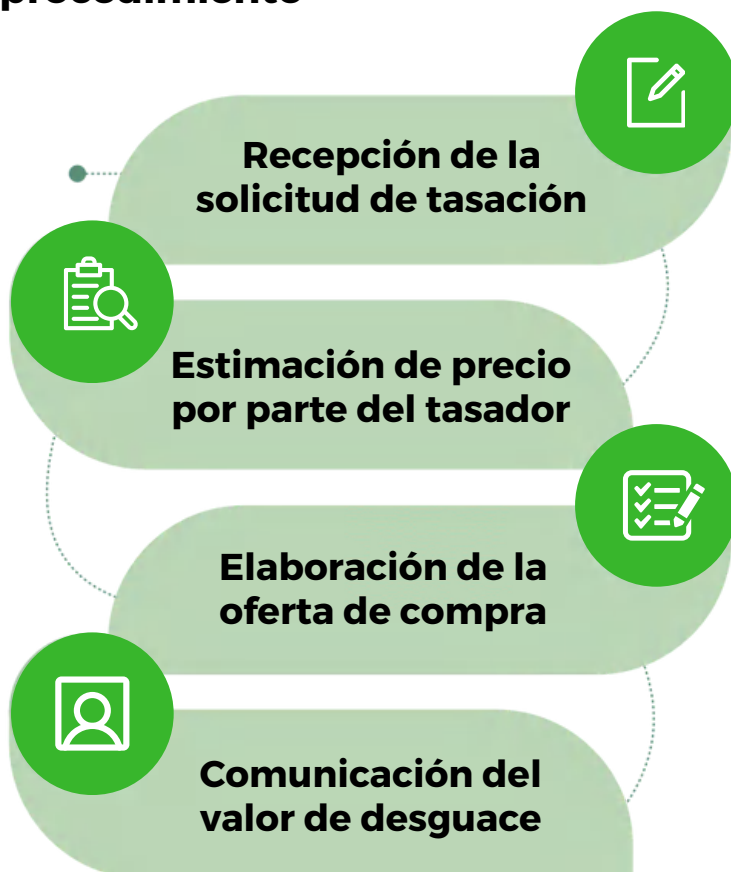 procedimiento
Recepción de la
solicitud de tasación
Estimación de precio
por parte del tasador
Elaboración de la
oferta de compra
Comunicación del
valor de desguace